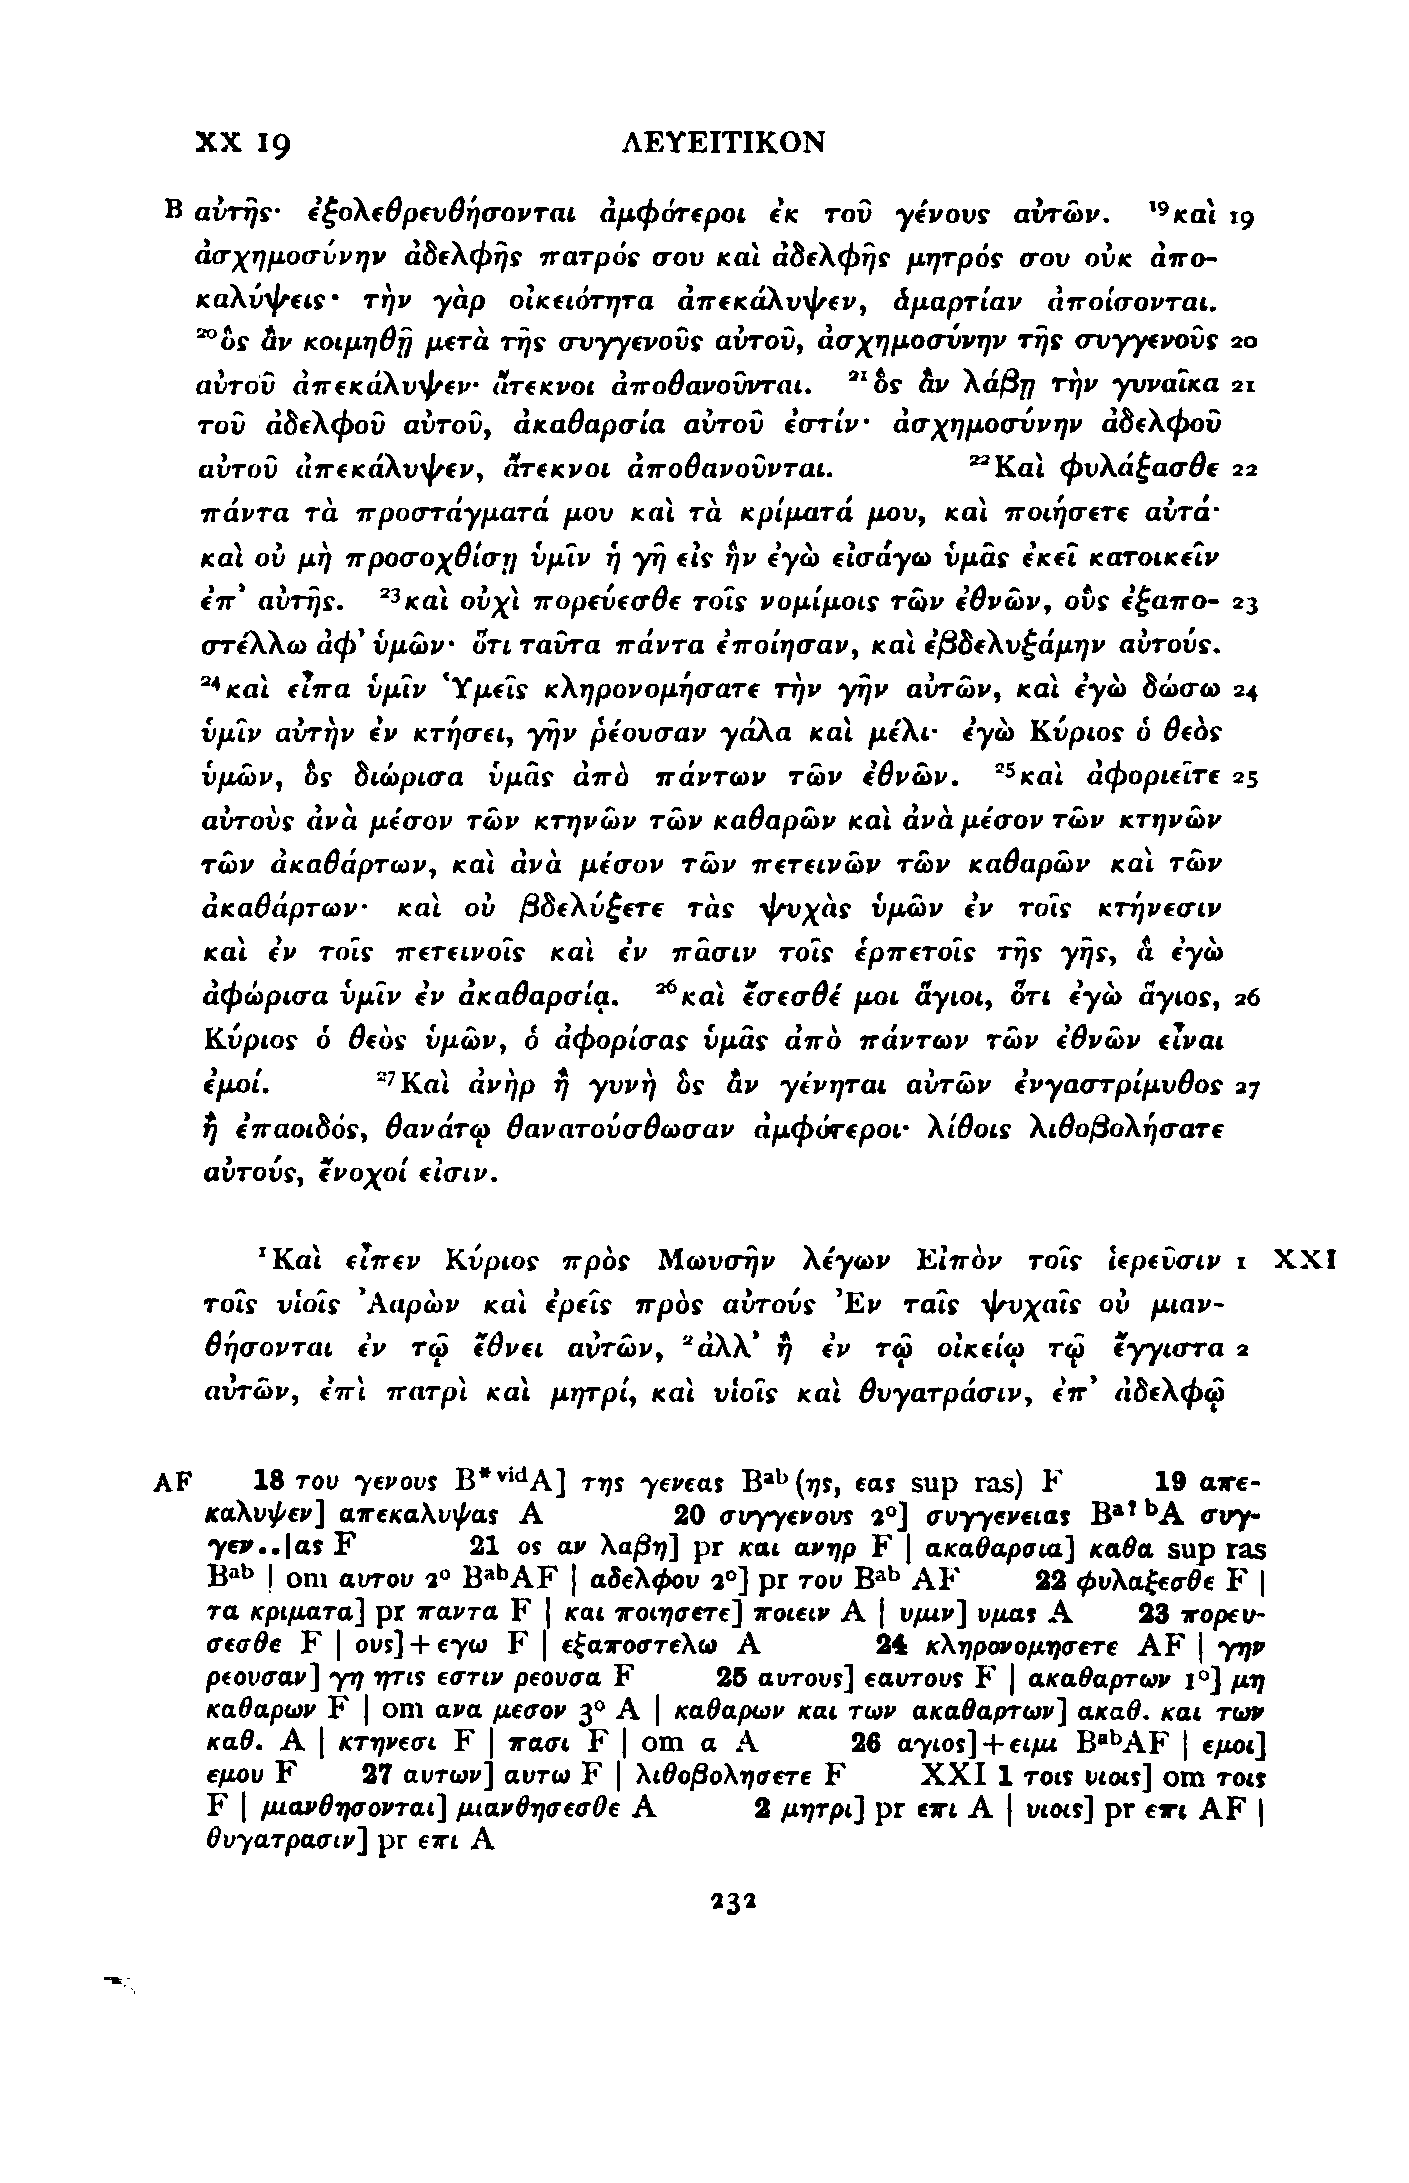 XX 19 ΛΕΥΕΙΤΙΚΟΝ
B αὐτῆς· ἐξολεθρευθήσονται ἀμφότεροι ἐκ τοῦ γένους αὐτῶν. ¹⁹καὶ 19
ἀσχημοσύνην ἀδελφῆς πατρός σου καὶ ἀδελφῆς μητρός σου οὐκ ἀπο-
καλύψεις· τὴν γὰρ οἰκειότητα ἀπεκάλυψεν, ἁμαρτίαν ἀποίσονται.
²⁰ὃς ἂν κοιμηθῇ μετὰ τῆς συγγενοῦς αὐτοῦ, ἀσχημοσύνην τῆς συγγενοῦς 20
αὐτοῦ ἀπεκάλυψεν· ἄτεκνοι ἀποθανοῦνται. ²¹ὃς ἂν λάβῃ τὴν γυναῖκα 21
τοῦ ἀδελφοῦ αὐτοῦ, ἀκαθαρσία αὐτοῦ ἐστίν· ἀσχημοσύνην ἀδελφοῦ
αὐτοῦ ἀπεκάλυψεν, ἄτεκνοι ἀποθανοῦνται. ²²Καὶ φυλάξασθε 22
πάντα τὰ προστάγματά μου καὶ τὰ κρίματά μου, καὶ ποιήσετε αὐτά·
καὶ οὐ μὴ προσοχθίσῃ ὑμῖν ἡ γῆ εἰς ἣν ἐγὼ εἰσάγω ὑμᾶς ἐκεῖ κατοικεῖν
ἐπ᾽ αὐτῆς. ²³καὶ οὐχὶ πορεύεσθε τοῖς νομίμοις τῶν ἐθνῶν, οὓς ἐξαπο- 23
στέλλω ἀφ᾽ ὑμῶν· ὅτι ταῦτα πάντα ἐποίησαν, καὶ ἐβδελυξάμην αὐτούς.
²⁴καὶ εἶπα ὑμῖν Ὑμεῖς κληρονομήσατε τὴν γῆν αὐτῶν, καὶ ἐγὼ δώσω 24
ὑμῖν αὐτὴν ἐν κτήσει, γῆν ῥέουσαν γάλα καὶ μέλι· ἐγὼ Κύριος ὁ θεὸς
ὑμῶν, ὃς διώρισα ὑμᾶς ἀπὸ πάντων τῶν ἐθνῶν. ²⁵καὶ ἀφοριεῖτε 25
αὐτοὺς ἀνὰ μέσον τῶν κτηνῶν τῶν καθαρῶν καὶ ἀνὰ μέσον τῶν κτηνῶν
τῶν ἀκαθάρτων, καὶ ἀνὰ μέσον τῶν πετεινῶν τῶν καθαρῶν καὶ τῶν
ἀκαθάρτων· καὶ οὐ βδελύξετε τὰς ψυχὰς ὑμῶν ἐν τοῖς κτήνεσιν
καὶ ἐν τοῖς πετεινοῖς καὶ ἐν πᾶσιν τοῖς ἑρπετοῖς τῆς γῆς, ἃ ἐγὼ
ἀφώρισα ὑμῖν ἐν ἀκαθαρσίᾳ. ²⁶καὶ ἔσεσθέ μοι ἅγιοι, ὅτι ἐγὼ ἅγιος, 26
Κύριος ὁ θεὸς ὑμῶν, ὁ ἀφορίσας ὑμᾶς ἀπὸ πάντων τῶν ἐθνῶν εἶναι
ἐμοί. ²⁷Καὶ ἀνὴρ ἢ γυνὴ ὃς ἂν γένηται αὐτῶν ἐνγαστρίμυθος 27
ἢ ἐπαοιδός, θανάτῳ θανατούσθωσαν ἀμφότεροι· λίθοις λιθοβολήσατε
αὐτούς, ἔνοχοί εἰσιν.
¹Καὶ εἶπεν Κύριος πρὸς Μωυσῆν λέγων Εἰπὸν τοῖς ἱερεῦσιν 1 XXI
τοῖς υἱοῖς Ἀαρὼν καὶ ἐρεῖς πρὸς αὐτούς Ἐν ταῖς ψυχαῖς οὐ μιαν-
θήσονται ἐν τῷ ἔθνει αὐτῶν, ²ἀλλ᾽ ἢ ἐν τῷ οἰκείῳ τῷ ἔγγιστα 2
αὐτῶν, ἐπὶ πατρὶ καὶ μητρί, καὶ υἱοῖς καὶ θυγατράσιν, ἐπ᾽ ἀδελφῷ
AF 18 του γενους B*ᵛⁱᵈA] της γενεας Bᵃᵇ (ης, εας sup ras) F 19 απε-
καλυψεν] απεκαλυψας A 20 συγγενους 2°] συγγενειας Bᵃ?ᵇA συγ-
γεν..|ας F 21 ος αν λαβη] pr και ανηρ F | ακαθαρσια] καθα sup ras
Bᵃᵇ | om αυτου 2° BᵃᵇAF | αδελφου 2°] pr του Bᵃᵇ AF 22 φυλαξεσθε F |
τα κριματα] pr παντα F | και ποιησετε] ποιειν A | υμιν] υμας A 23 πορευ-
σεσθε F | ους]+εγω F | εξαποστελω A 24 κληρονομησετε AF | γην
ρεουσαν] γη ητις εστιν ρεουσα F 25 αυτους] εαυτους F | ακαθαρτων 1°] μη
καθαρων F | om ανα μεσον 3° A | καθαρων και των ακαθαρτων] ακαθ. και των
καθ. A | κτηνεσι F | πασι F | om α A 26 αγιος]+ειμι BᵃᵇAF | εμοι]
εμου F 27 αυτων] αυτω F | λιθοβολησετε F XXI 1 τοις υιοις] om τοις
F | μιανθησονται] μιανθησεσθε A 2 μητρι] pr επι A | υιοις] pr επι AF |
θυγατρασιν] pr επι A
232